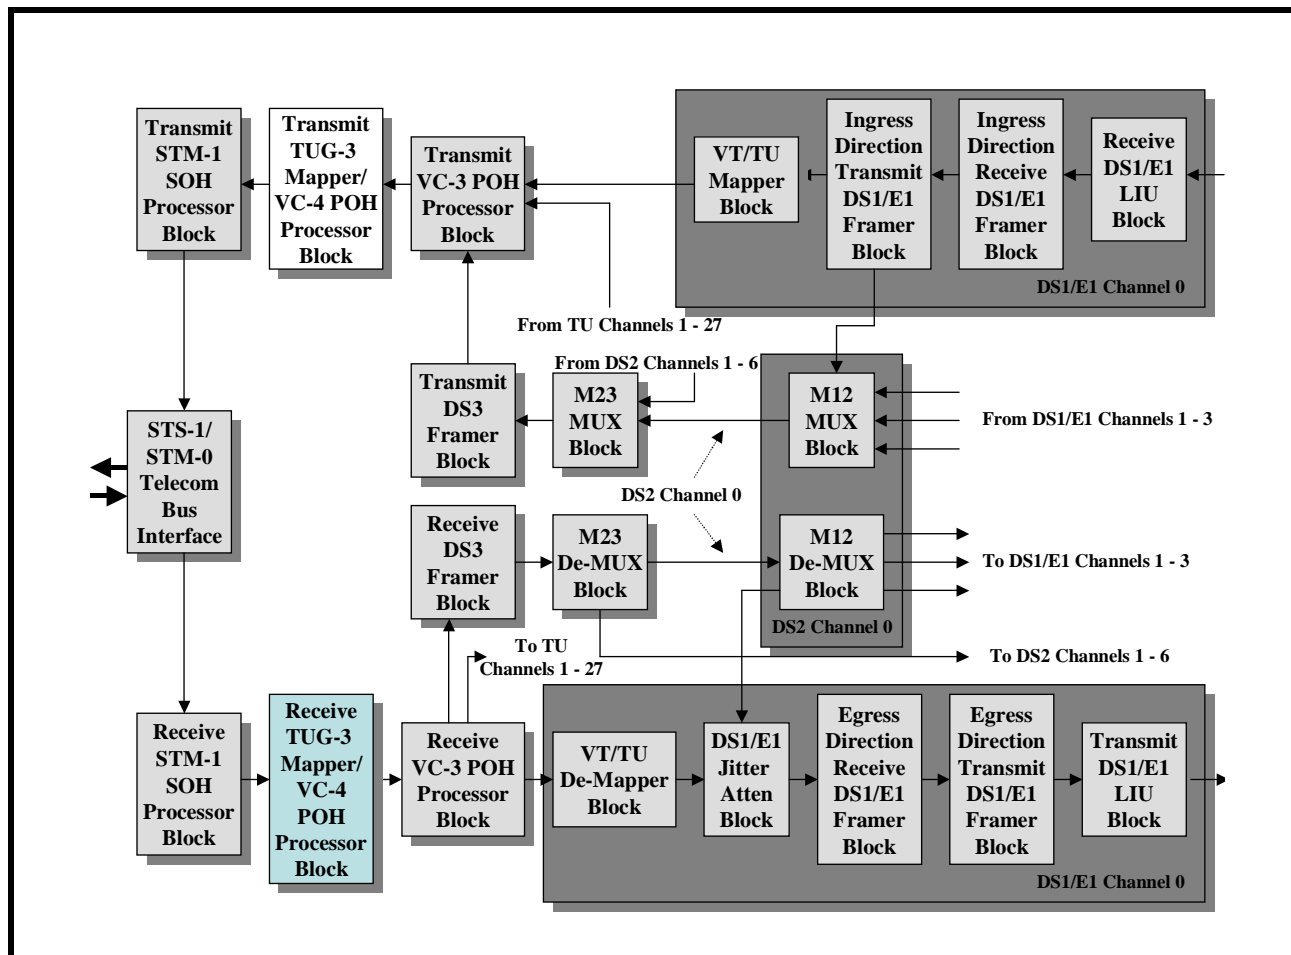 Transmit
STM-1
SOH
Processor
Block
Transmit
TUG-3
Mapper/
VC-4 POH
Processor
Block
Transmit
VC-3 POH
Processor
Block
VT/TU
Mapper
Block
Ingress
Direction
Transmit
DS1/E1
Framer
Block
Ingress
Direction
Receive
DS1/E1
Framer
Block
Receive
DS1/E1
LIU
Block
DS1/E1 Channel 0
From TU Channels 1 - 27
From DS2 Channels 1 - 6
Transmit
DS3
Framer
Block
M23
MUX
Block
M12
MUX
Block
From DS1/E1 Channels 1 - 3
STS-1/
STM-0
Telecom
Bus
Interface
DS2 Channel 0
Receive
DS3
Framer
Block
M23
De-MUX
Block
M12
De-MUX
Block
To DS1/E1 Channels 1 - 3
DS2 Channel 0
To TU
Channels 1 - 27
To DS2 Channels 1 - 6
Receive
STM-1
SOH
Processor
Block
Receive
TUG-3
Mapper/
VC-4
POH
Processor
Block
Receive
VC-3 POH
Processor
Block
VT/TU
De-Mapper
Block
DS1/E1
Jitter
Atten
Block
Egress
Direction
Receive
DS1/E1
Framer
Block
Egress
Direction
Transmit
DS1/E1
Framer
Block
Transmit
DS1/E1
LIU
Block
DS1/E1 Channel 0